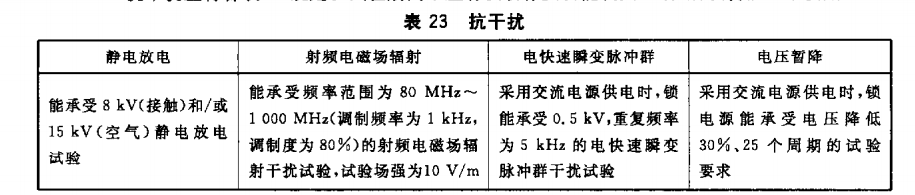 表 23 抗干扰
静电放电
射频电磁场辐射
电快速瞬变脉冲群
电压暂降
能承受 8 kV(接触)和/或
15 kV(空气)静电放电
试验
能承受频率范围为 80 MHz～
1 000 MHz(调制频率为 1 kHz,
调制度为 80%)的射频电磁场辐
射干扰试验,试验场强为10 V/m
采用交流电源供电时,锁
能承受 0.5 kV,重复频率
为 5 kHz 的电快速瞬变
脉冲群干扰试验
采用交流电源供电时,锁
电源能承受电压降低
30%、25 个周期的试验
要求